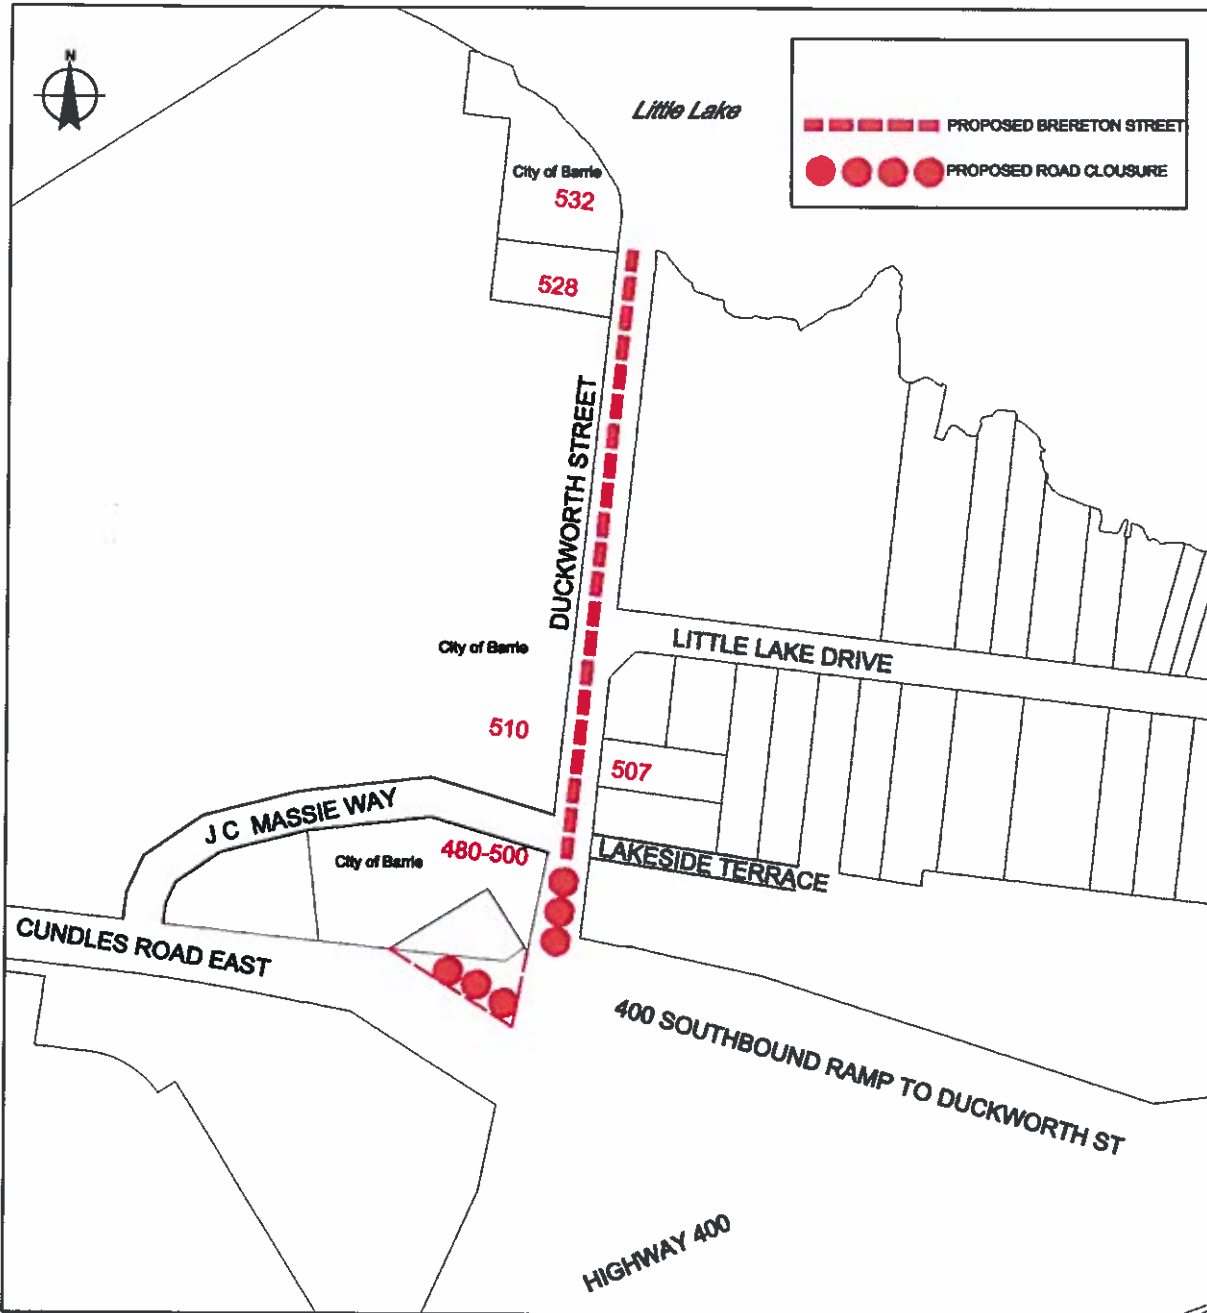 N
Little Lake
PROPOSED BRERETON STREET
PROPOSED ROAD CLOUSURE
City of Barrie
532
528
DUCKWORTH STREET
LITTLE LAKE DRIVE
City of Barrie
510
507
J C MASSIE WAY
City of Barrie
480-500
LAKESIDE TERRACE
CUNDLES ROAD EAST
400 SOUTHBOUND RAMP TO DUCKWORTH ST
HIGHWAY 400